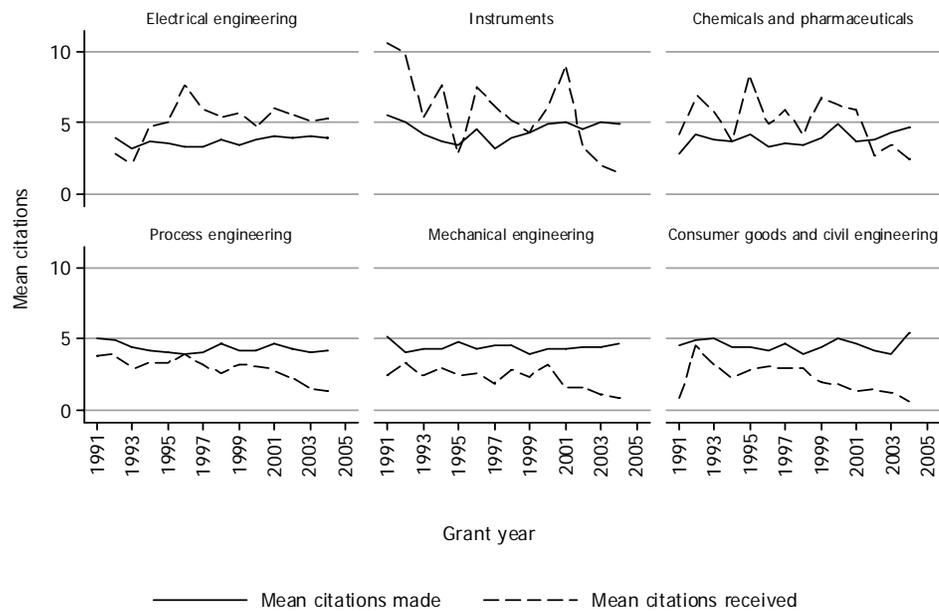 Electrical engineering
Instruments
Chemicals and pharmaceuticals
10
5
0
Mean citations
Process engineering
Mechanical engineering
Consumer goods and civil engineering
10
5
0
1991 1993 1995 1997 1999 2001 2003 2005
1991 1993 1995 1997 1999 2001 2003 2005
1991 1993 1995 1997 1999 2001 2003 2005
Grant year
Mean citations made
Mean citations received